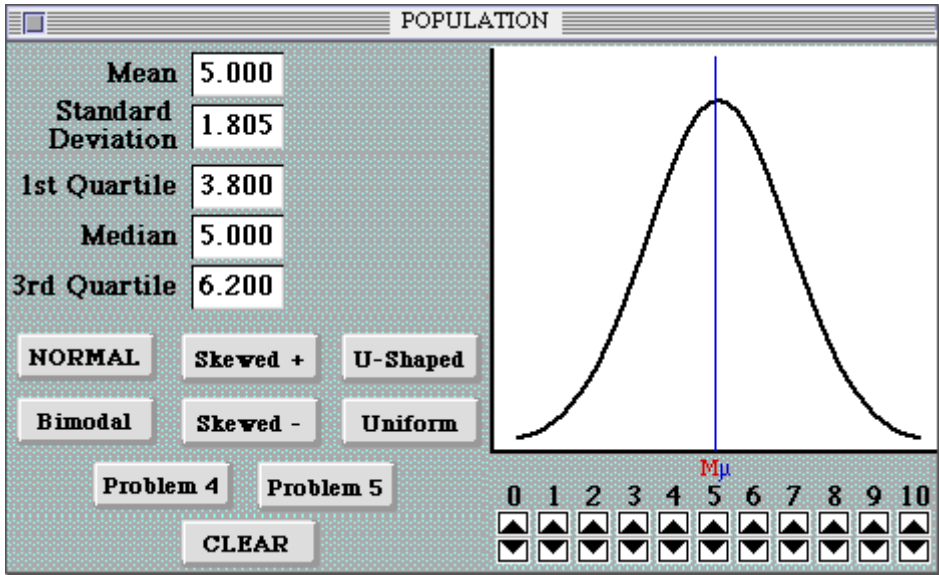 POPULATION
Mean 5.000
Standard
Deviation 1.805
1st Quartile 3.800
Median 5.000
3rd Quartile 6.200
NORMAL Skewed + U-Shaped
Bimodal Skewed - Uniform
Problem 4 Problem 5
CLEAR
Mμ
0 1 2 3 4 5 6 7 8 9 10